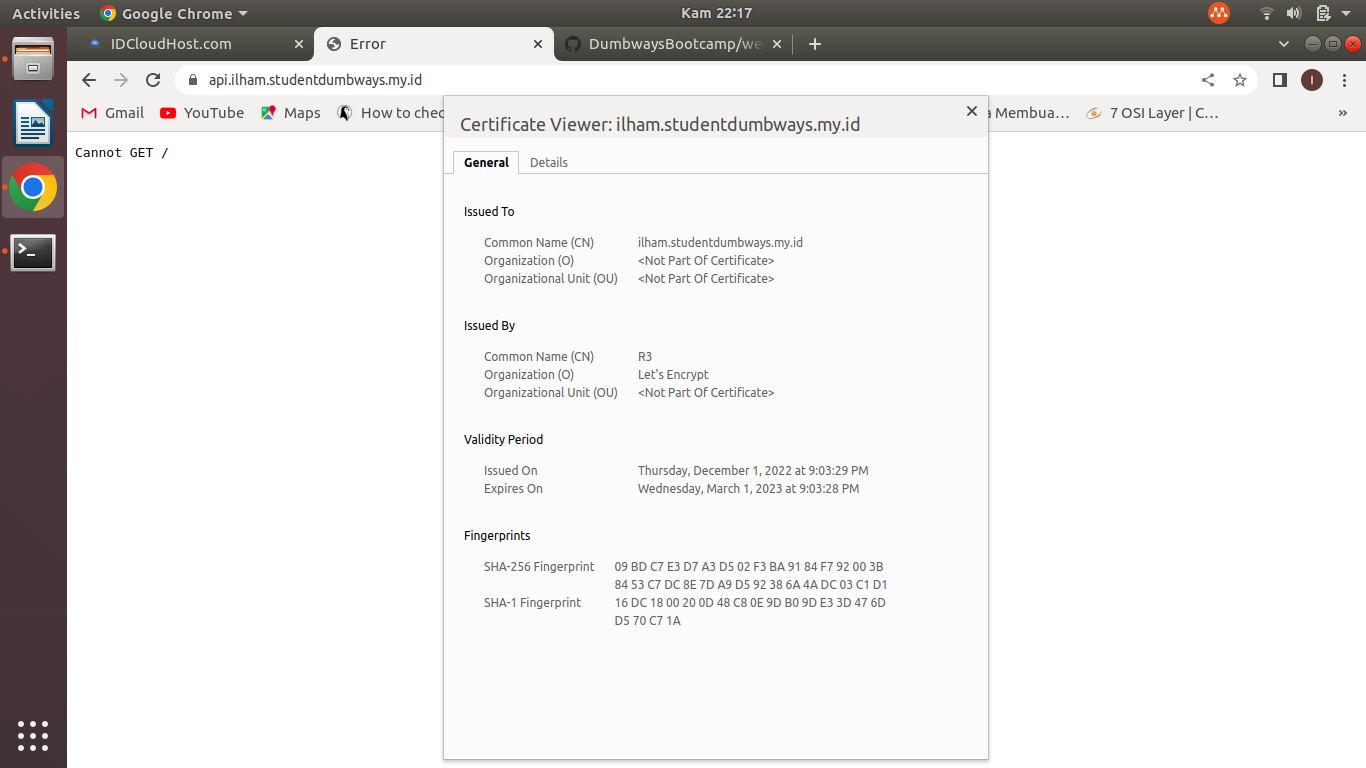 Activities Google Chrome Kam 22:17
IDCloudHost.com Error DumbwaysBootcamp/we
api.ilham.studentdumbways.my.id I
Gmail YouTube Maps How to chec a Membua… 7 OSI Layer | C… »
Cannot GET /
Certificate Viewer: ilham.studentdumbways.my.id
General Details
Issued To
Common Name (CN) ilham.studentdumbways.my.id
Organization (O) <Not Part Of Certificate>
Organizational Unit (OU) <Not Part Of Certificate>
Issued By
Common Name (CN) R3
Organization (O) Let's Encrypt
Organizational Unit (OU) <Not Part Of Certificate>
Validity Period
Issued On Thursday, December 1, 2022 at 9:03:29 PM
Expires On Wednesday, March 1, 2023 at 9:03:28 PM
Fingerprints
SHA-256 Fingerprint 09 BD C7 E3 D7 A3 D5 02 F3 BA 91 84 F7 92 00 3B
84 53 C7 DC 8E 7D A9 D5 92 38 6A 4A DC 03 C1 D1
SHA-1 Fingerprint 16 DC 18 00 20 0D 48 C8 0E 9D B0 9D E3 3D 47 6D
D5 70 C7 1A